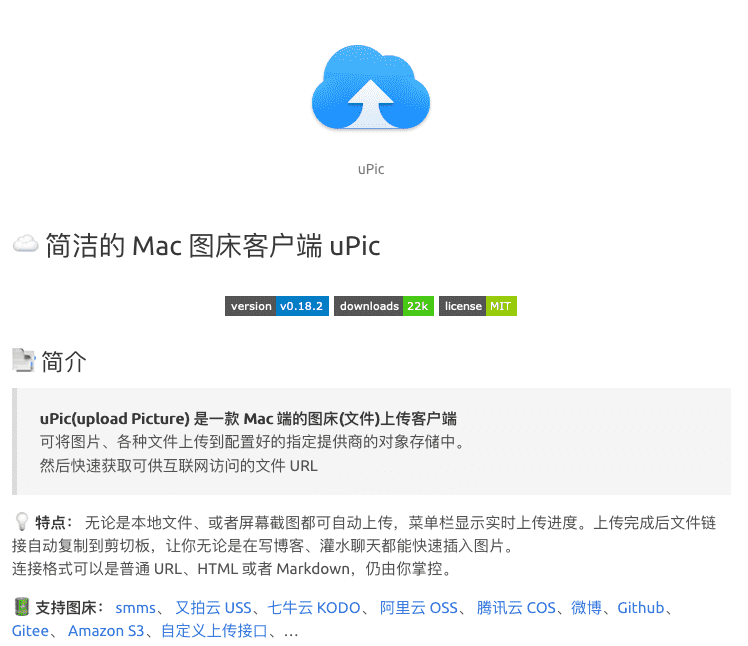 uPic
简洁的 Mac 图床客户端 uPic
version v0.18.2 downloads 22k license MIT
简介
uPic(upload Picture) 是一款 Mac 端的图床(文件)上传客户端
可将图片、各种文件上传到配置好的指定提供商的对象存储中。
然后快速获取可供互联网访问的文件 URL
特点： 无论是本地文件、或者屏幕截图都可自动上传，菜单栏显示实时上传进度。上传完成后文件链
接自动复制到剪切板，让你无论是在写博客、灌水聊天都能快速插入图片。
连接格式可以是普通 URL、HTML 或者 Markdown，仍由你掌控。
支持图床： smms、 又拍云 USS、七牛云 KODO、 阿里云 OSS、 腾讯云 COS、微博、Github、
Gitee、 Amazon S3、自定义上传接口、...